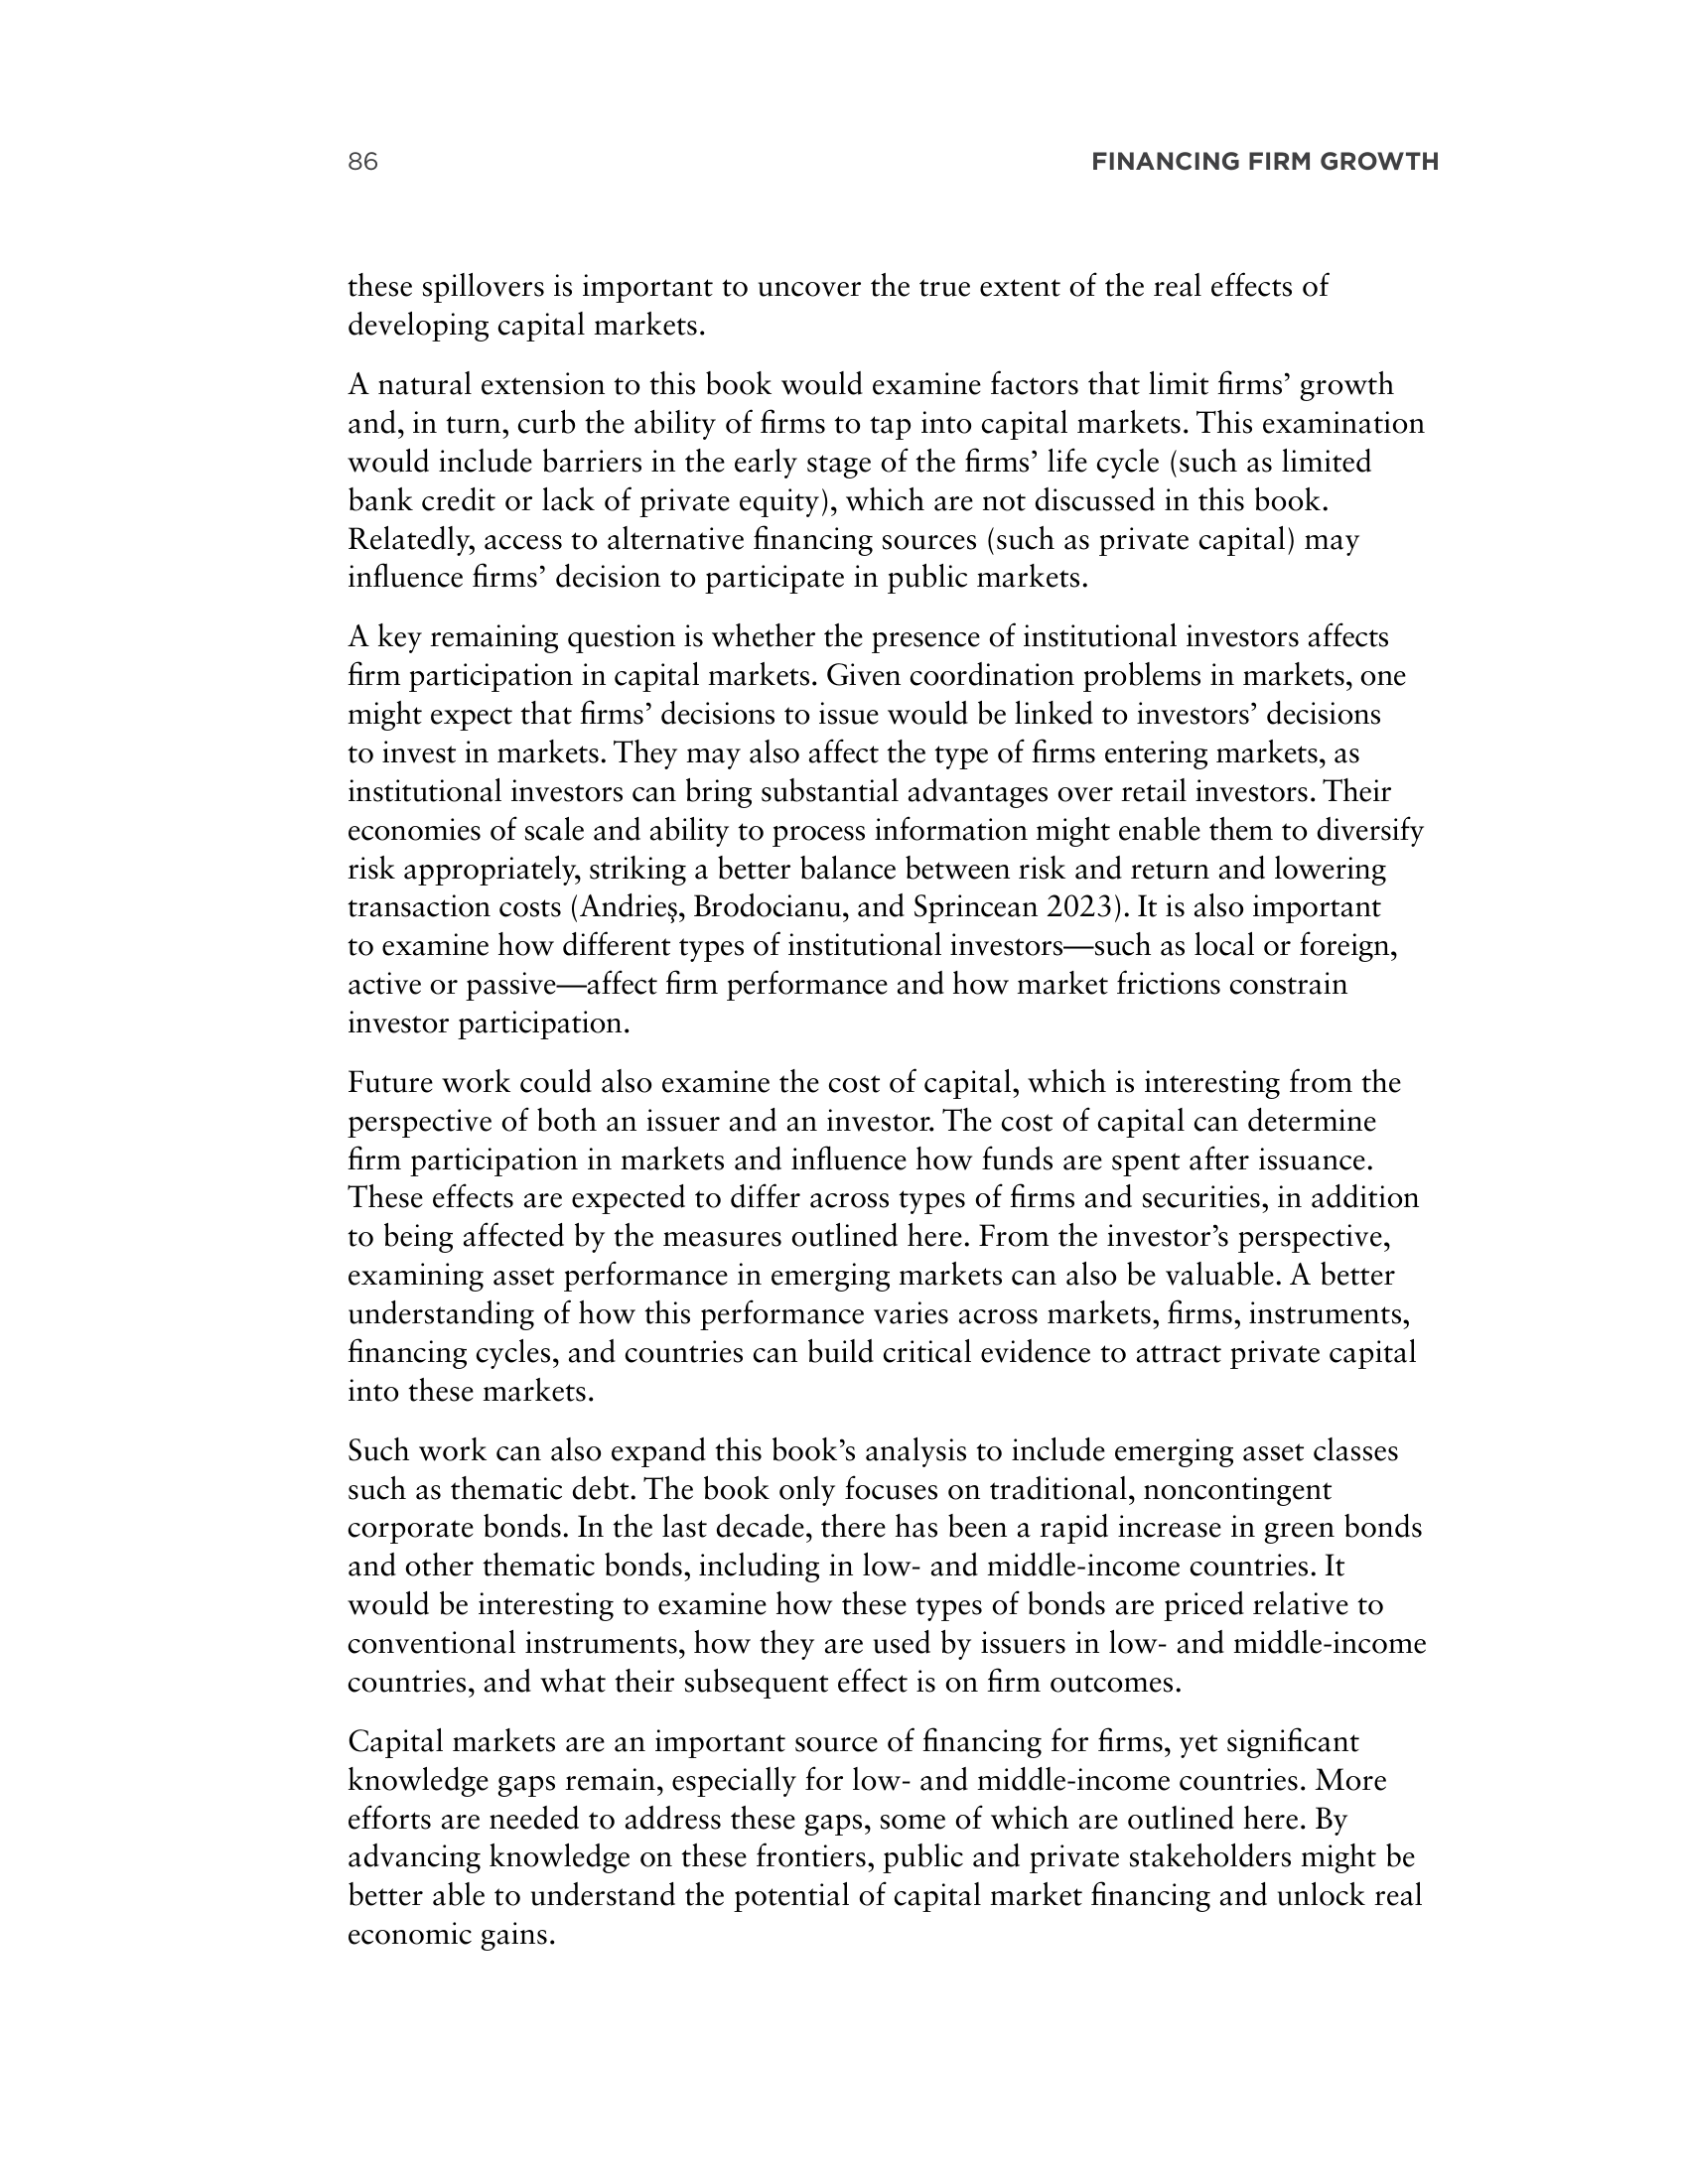 86
FINANCING FIRM GROWTH
these spillovers is important to uncover the true extent of the real effects of
developing capital markets.
A natural extension to this book would examine factors that limit firms’ growth
and, in turn, curb the ability of firms to tap into capital markets. This examination
would include barriers in the early stage of the firms’ life cycle (such as limited
bank credit or lack of private equity), which are not discussed in this book.
Relatedly, access to alternative financing sources (such as private capital) may
influence firms’ decision to participate in public markets.
A key remaining question is whether the presence of institutional investors affects
firm participation in capital markets. Given coordination problems in markets, one
might expect that firms’ decisions to issue would be linked to investors’ decisions
to invest in markets. They may also affect the type of firms entering markets, as
institutional investors can bring substantial advantages over retail investors. Their
economies of scale and ability to process information might enable them to diversify
risk appropriately, striking a better balance between risk and return and lowering
transaction costs (Andrieş, Brodocianu, and Sprincean 2023). It is also important
to examine how different types of institutional investors—such as local or foreign,
active or passive—affect firm performance and how market frictions constrain
investor participation.
Future work could also examine the cost of capital, which is interesting from the
perspective of both an issuer and an investor. The cost of capital can determine
firm participation in markets and influence how funds are spent after issuance.
These effects are expected to differ across types of firms and securities, in addition
to being affected by the measures outlined here. From the investor’s perspective,
examining asset performance in emerging markets can also be valuable. A better
understanding of how this performance varies across markets, firms, instruments,
financing cycles, and countries can build critical evidence to attract private capital
into these markets.
Such work can also expand this book’s analysis to include emerging asset classes
such as thematic debt. The book only focuses on traditional, noncontingent
corporate bonds. In the last decade, there has been a rapid increase in green bonds
and other thematic bonds, including in low- and middle-income countries. It
would be interesting to examine how these types of bonds are priced relative to
conventional instruments, how they are used by issuers in low- and middle-income
countries, and what their subsequent effect is on firm outcomes.
Capital markets are an important source of financing for firms, yet significant
knowledge gaps remain, especially for low- and middle-income countries. More
efforts are needed to address these gaps, some of which are outlined here. By
advancing knowledge on these frontiers, public and private stakeholders might be
better able to understand the potential of capital market financing and unlock real
economic gains.